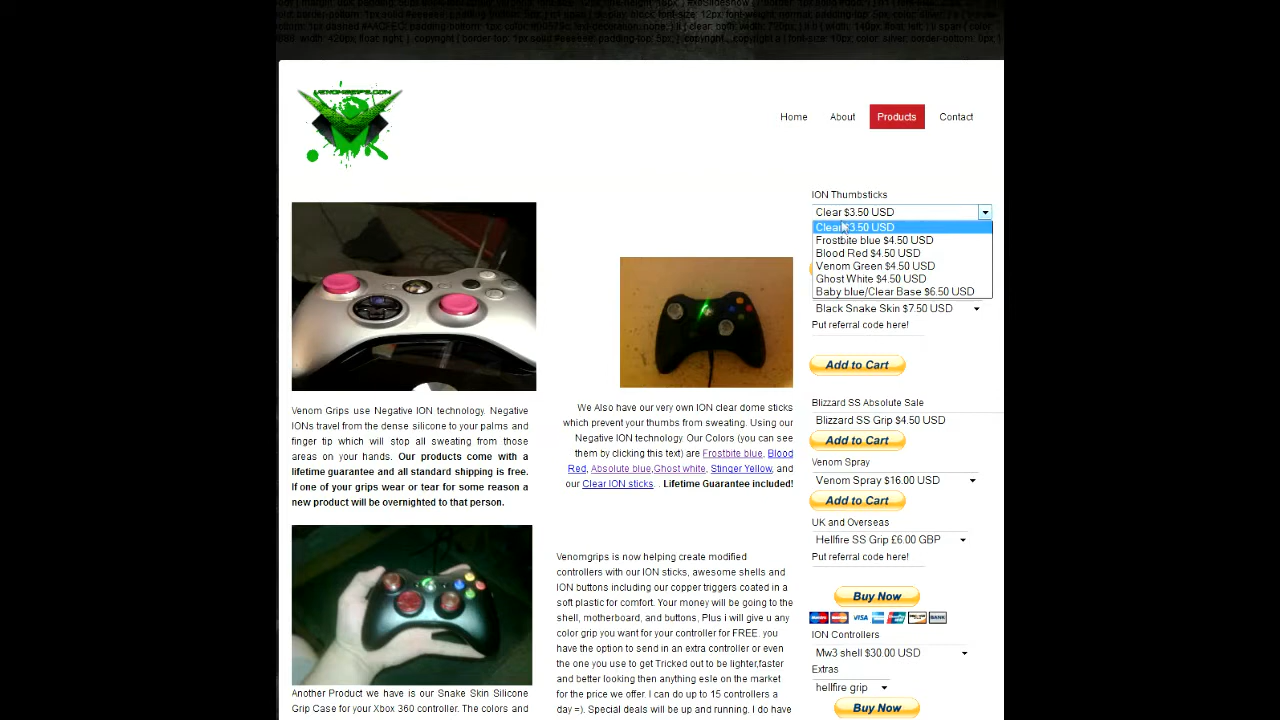 VENOMGRIPS.COM
Home
About
Products
Contact
ION Thumbsticks
Clear $3.50 USD
Clear $3.50 USD
Frostbite blue $4.50 USD
Blood Red $4.50 USD
Venom Green $4.50 USD
Ghost White $4.50 USD
Baby blue/Clear Base $6.50 USD
Black Snake Skin $7.50 USD
Put referral code here!
Add to Cart
Blizzard SS Absolute Sale
Blizzard SS Grip $4.50 USD
Add to Cart
Venom Spray
Venom Spray $16.00 USD
Add to Cart
UK and Overseas
Hellfire SS Grip £6.00 GBP
Put referral code here!
Buy Now
ION Controllers
Mw3 shell $30.00 USD
Extras
hellfire grip
Buy Now
Venom Grips use Negative ION technology. Negative
IONs travel from the dense silicone to your palms and
finger tip which will stop all sweating from those
areas on your hands. Our products come with a
lifetime guarantee and all standard shipping is free.
If one of your grips wear or tear for some reason a
new product will be overnighted to that person.
We Also have our very own ION clear dome sticks
which prevent your thumbs from sweating. Using our
Negative ION technology. Our Colors (you can see
them by clicking this text) are Frostbite blue, Blood
Red, Absolute blue,Ghost white, Stinger Yellow, and
our Clear ION sticks. . Lifetime Guarantee included!
Venomgrips is now helping create modified
controllers with our ION sticks, awesome shells and
ION buttons including our copper triggers coated in a
soft plastic for comfort. Your money will be going to the
shell, motherboard, and buttons, Plus i will give u any
color grip you want for your controller for FREE. you
have the option to send in an extra controller or even
the one you use to get Tricked out to be lighter,faster
and better looking then anything esle on the market
for the price we offer. I can do up to 15 controllers a
day =). Special deals will be up and running. I do have
Another Product we have is our Snake Skin Silicone
Grip Case for your Xbox 360 controller. The colors and